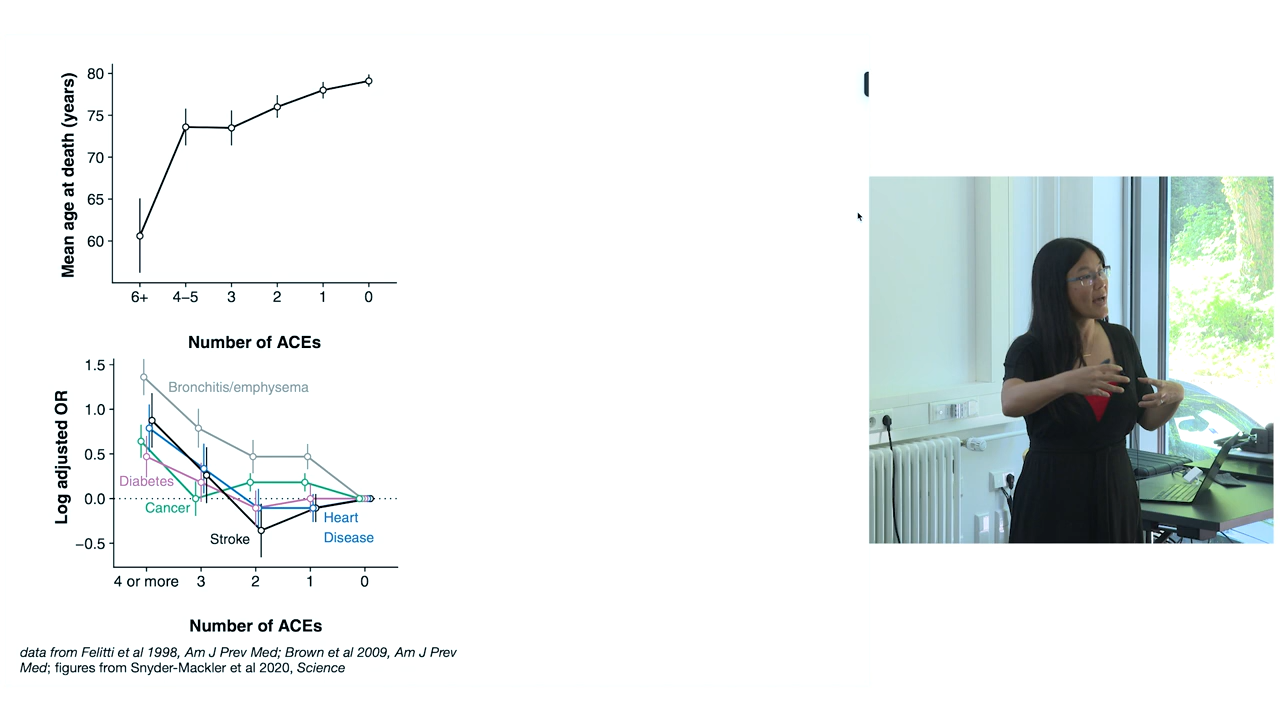 Mean age at death (years)
80
75
70
65
60
6+ 4–5 3 2 1 0
Number of ACEs
Log adjusted OR
1.5
1.0
0.5
0.0
−0.5
Bronchitis/emphysema
Diabetes
Cancer
Stroke
Heart
Disease
4 or more 3 2 1 0
Number of ACEs
data from Felitti et al 1998, Am J Prev Med; Brown et al 2009, Am J Prev
Med; figures from Snyder-Mackler et al 2020, Science